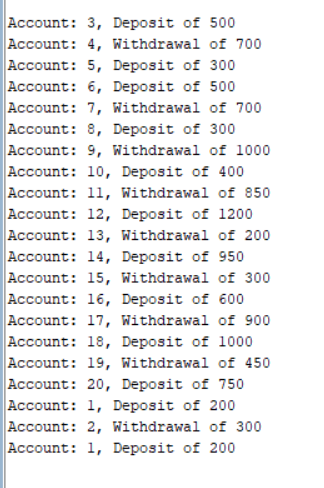 Account: 3, Deposit of 500
Account: 4, Withdrawal of 700
Account: 5, Deposit of 300
Account: 6, Deposit of 500
Account: 7, Withdrawal of 700
Account: 8, Deposit of 300
Account: 9, Withdrawal of 1000
Account: 10, Deposit of 400
Account: 11, Withdrawal of 850
Account: 12, Deposit of 1200
Account: 13, Withdrawal of 200
Account: 14, Deposit of 950
Account: 15, Withdrawal of 300
Account: 16, Deposit of 600
Account: 17, Withdrawal of 900
Account: 18, Deposit of 1000
Account: 19, Withdrawal of 450
Account: 20, Deposit of 750
Account: 1, Deposit of 200
Account: 2, Withdrawal of 300
Account: 1, Deposit of 200